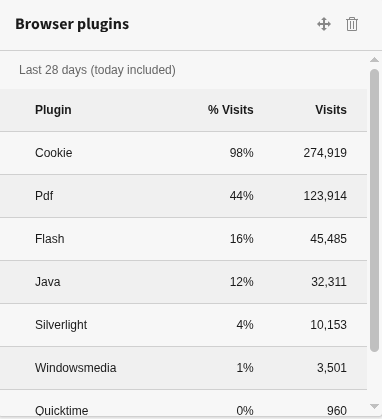 Browser plugins
Last 28 days (today included)
Plugin % Visits Visits
Cookie 98% 274,919
Pdf 44% 123,914
Flash 16% 45,485
Java 12% 32,311
Silverlight 4% 10,153
Windowsmedia 1% 3,501
Quicktime 0% 960